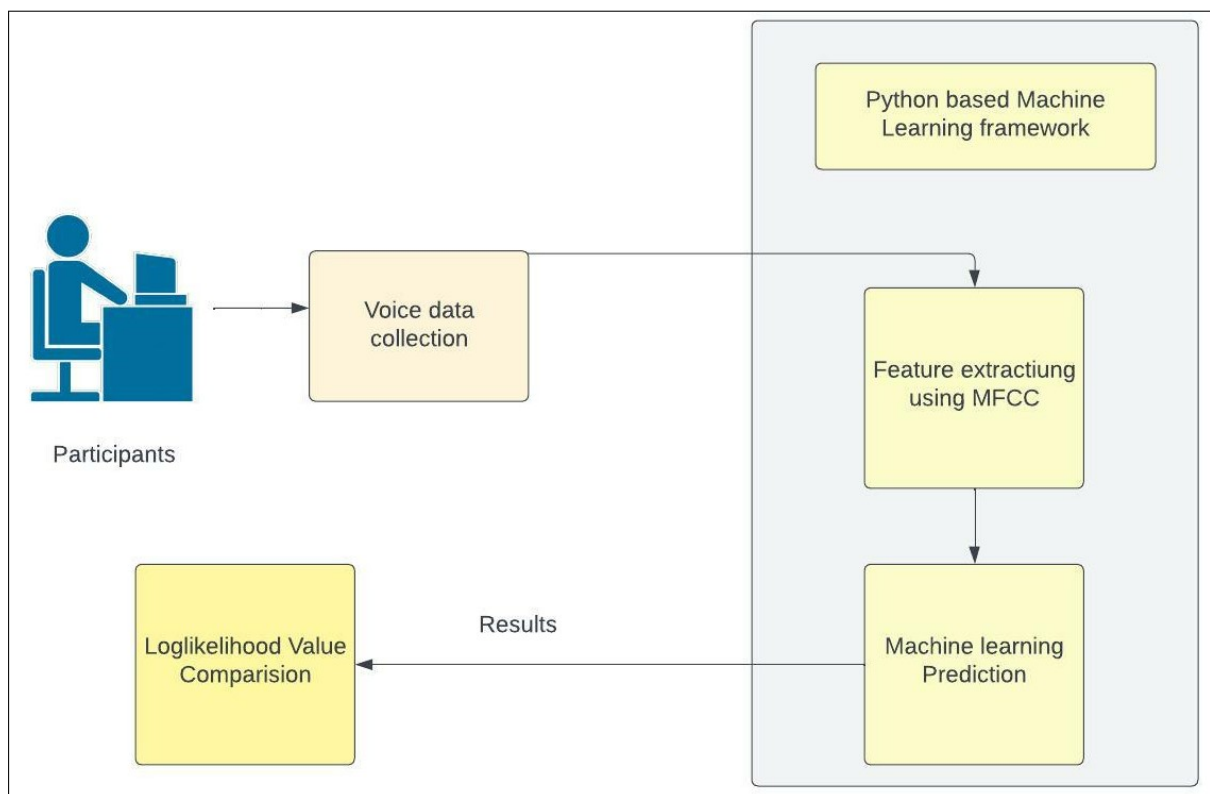 Python based Machine
Learning framework
Voice data
collection
Feature extractiung
using MFCC
Participants
Results
Loglikelihood Value
Comparision
Machine learning
Prediction